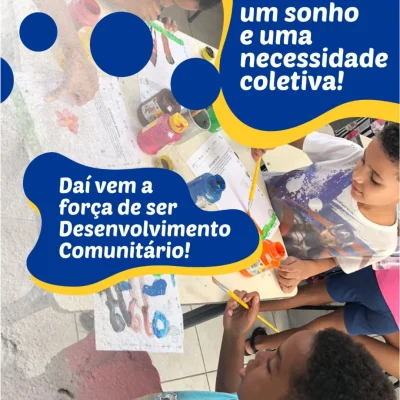 um sonho
e uma
necessidade
coletiva!
Daí vem a
força de ser
Desenvolvimento
Comunitário!